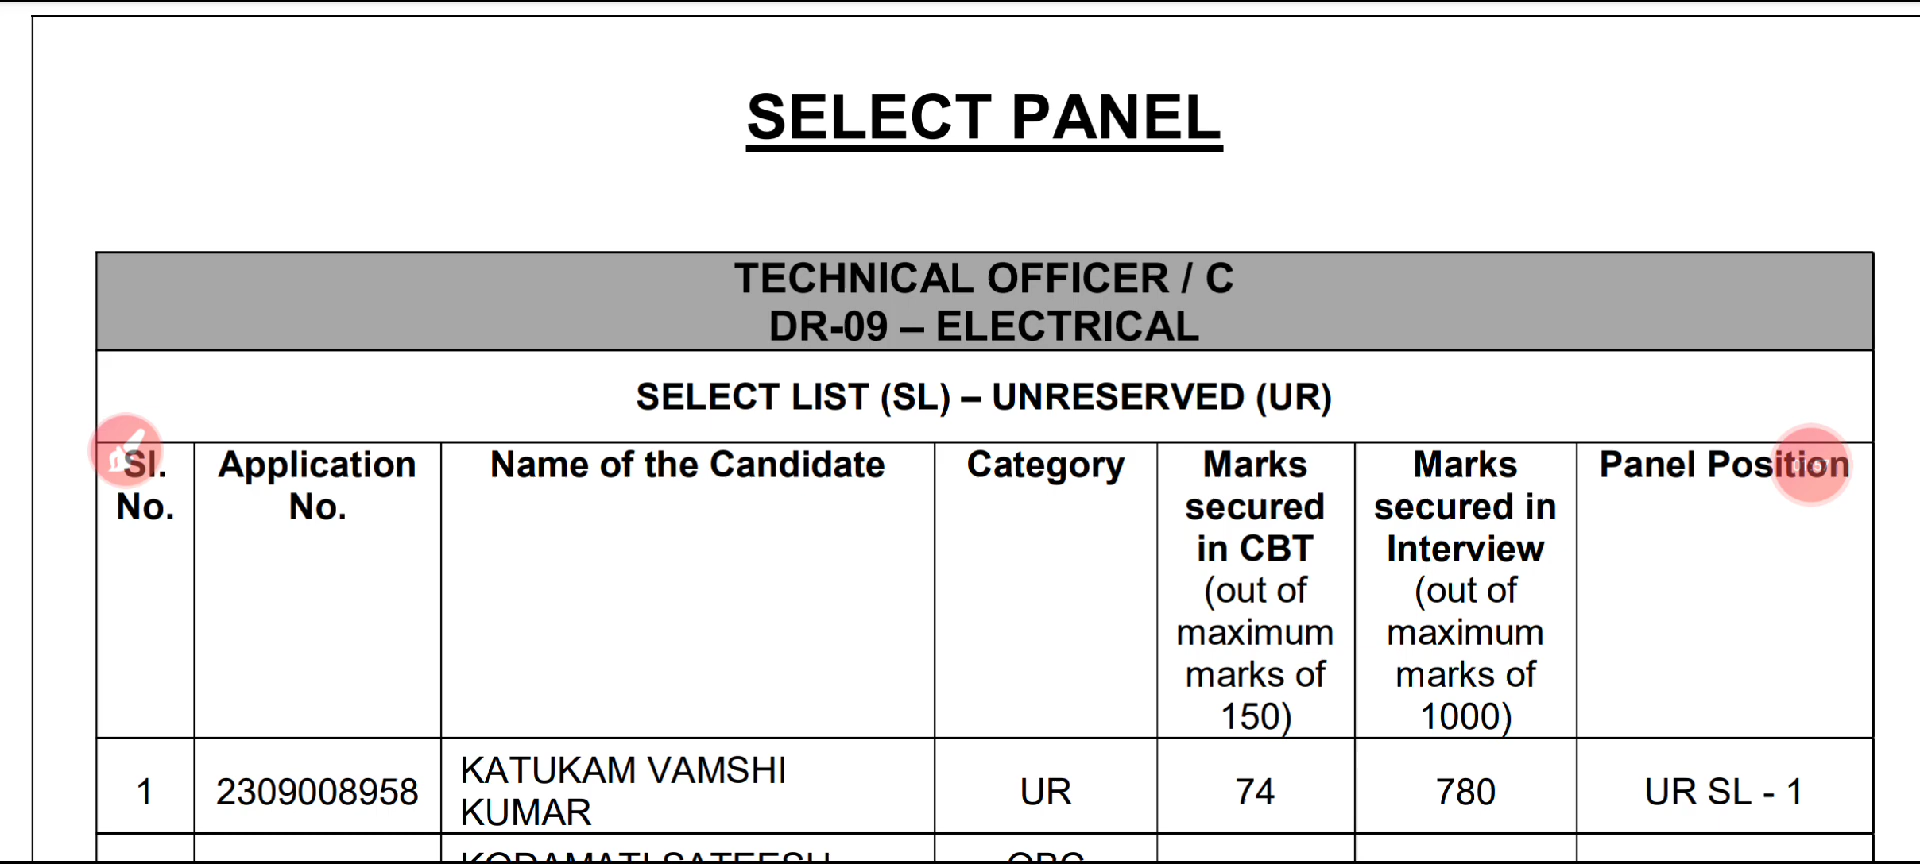 SELECT PANEL
TECHNICAL OFFICER / C
DR-09 – ELECTRICAL
SELECT LIST (SL) – UNRESERVED (UR)
Sl. No.
Application No.
Name of the Candidate
Category
Marks secured in CBT (out of maximum marks of 150)
Marks secured in Interview (out of maximum marks of 1000)
Panel Position
1
2309008958
KATUKAM VAMSHI
KUMAR
UR
74
780
UR SL - 1